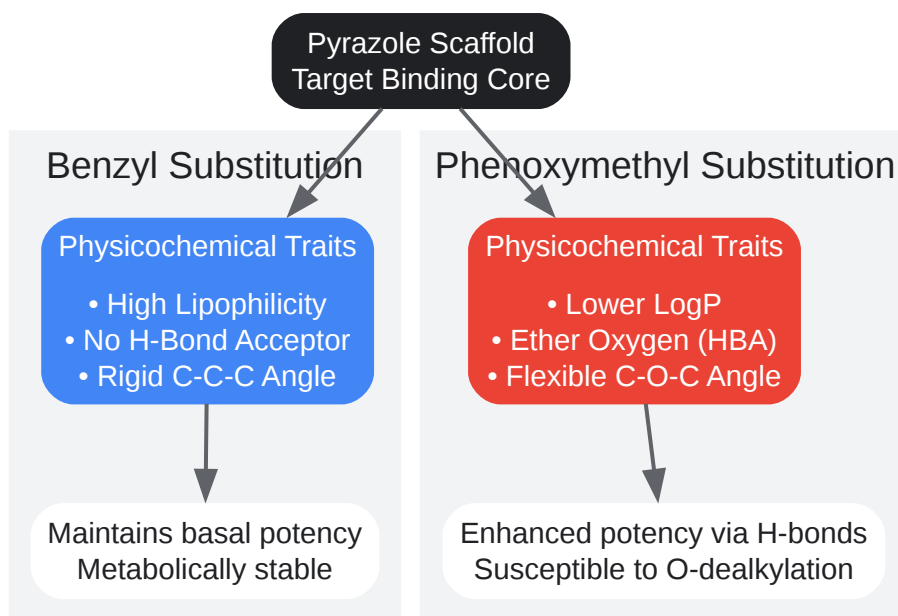 Pyrazole Scaffold
Target Binding Core
Benzyl Substitution
Physicochemical Traits
• High Lipophilicity
• No H-Bond Acceptor
• Rigid C-C-C Angle
Maintains basal potency
Metabolically stable
Phenoxymethyl Substitution
Physicochemical Traits
• Lower LogP
• Ether Oxygen (HBA)
• Flexible C-O-C Angle
Enhanced potency via H-bonds
Susceptible to O-dealkylation